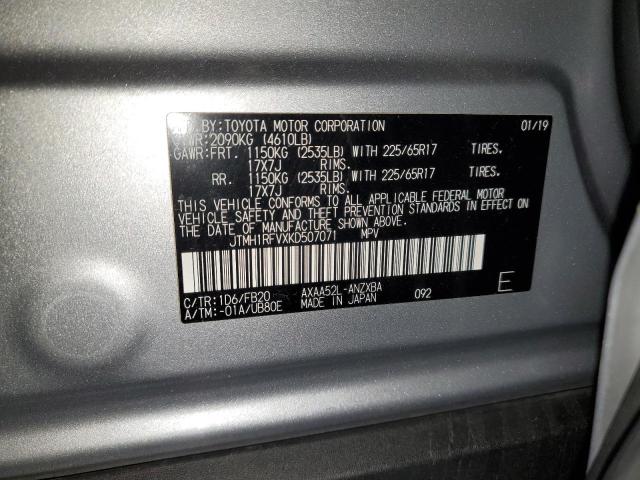 BY:TOYOTA MOTOR CORPORATION 01/19
GVWR:2090KG (4610LB)
GAWR:FRT. 1150KG (2535LB) WITH 225/65R17 TIRES.
17X7J RIMS.
RR. 1150KG (2535LB) WITH 225/65R17 TIRES.
17X7J RIMS.
THIS VEHICLE CONFORMS TO ALL APPLICABLE FEDERAL MOTOR
VEHICLE SAFETY AND THEFT PREVENTION STANDARDS IN EFFECT ON
THE DATE OF MANUFACTURE SHOWN ABOVE.
JTMH1RFVXKD507071 MPV
C/TR:1D6/FB20 AXAA52L-ANZXBA
A/TM:-01A/UB80E MADE IN JAPAN 092 E